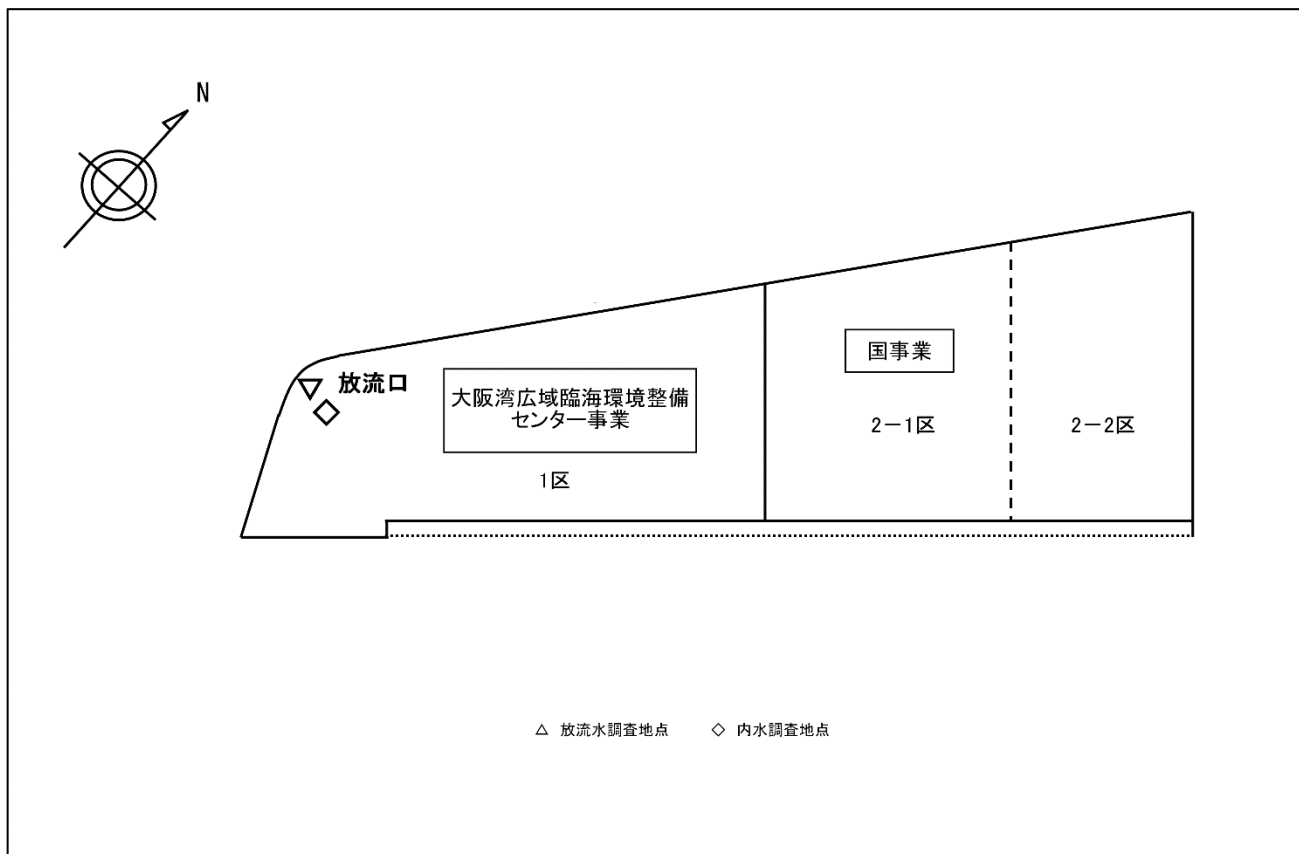 N
放流口
大阪湾広域臨海環境整備
センター事業
1区
国事業
2-1区
2-2区
△ 放流水調査地点 ◇ 内水調査地点